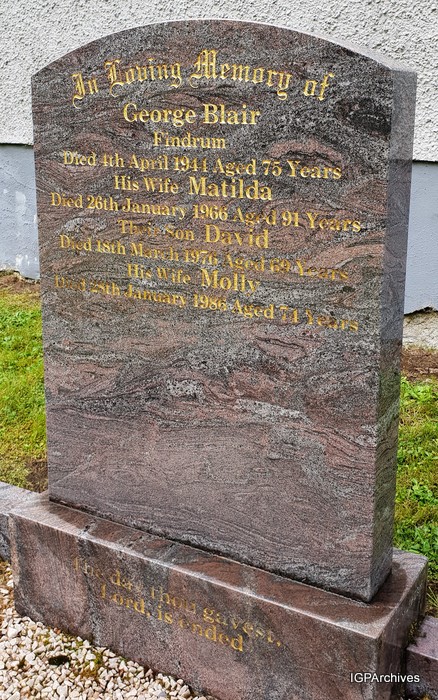 In Loving Memory of
George Blair
Findrum
Died 4th April 1944 Aged 75 Years
His Wife Matilda
Died 26th January 1966 Aged 91 Years
Their Son David
Died 18th March 1976 Aged 69 Years
His Wife Molly
Died 28th January 1986 Aged 74 Years
The day thou gavest,
Lord, is ended
IGPArchives